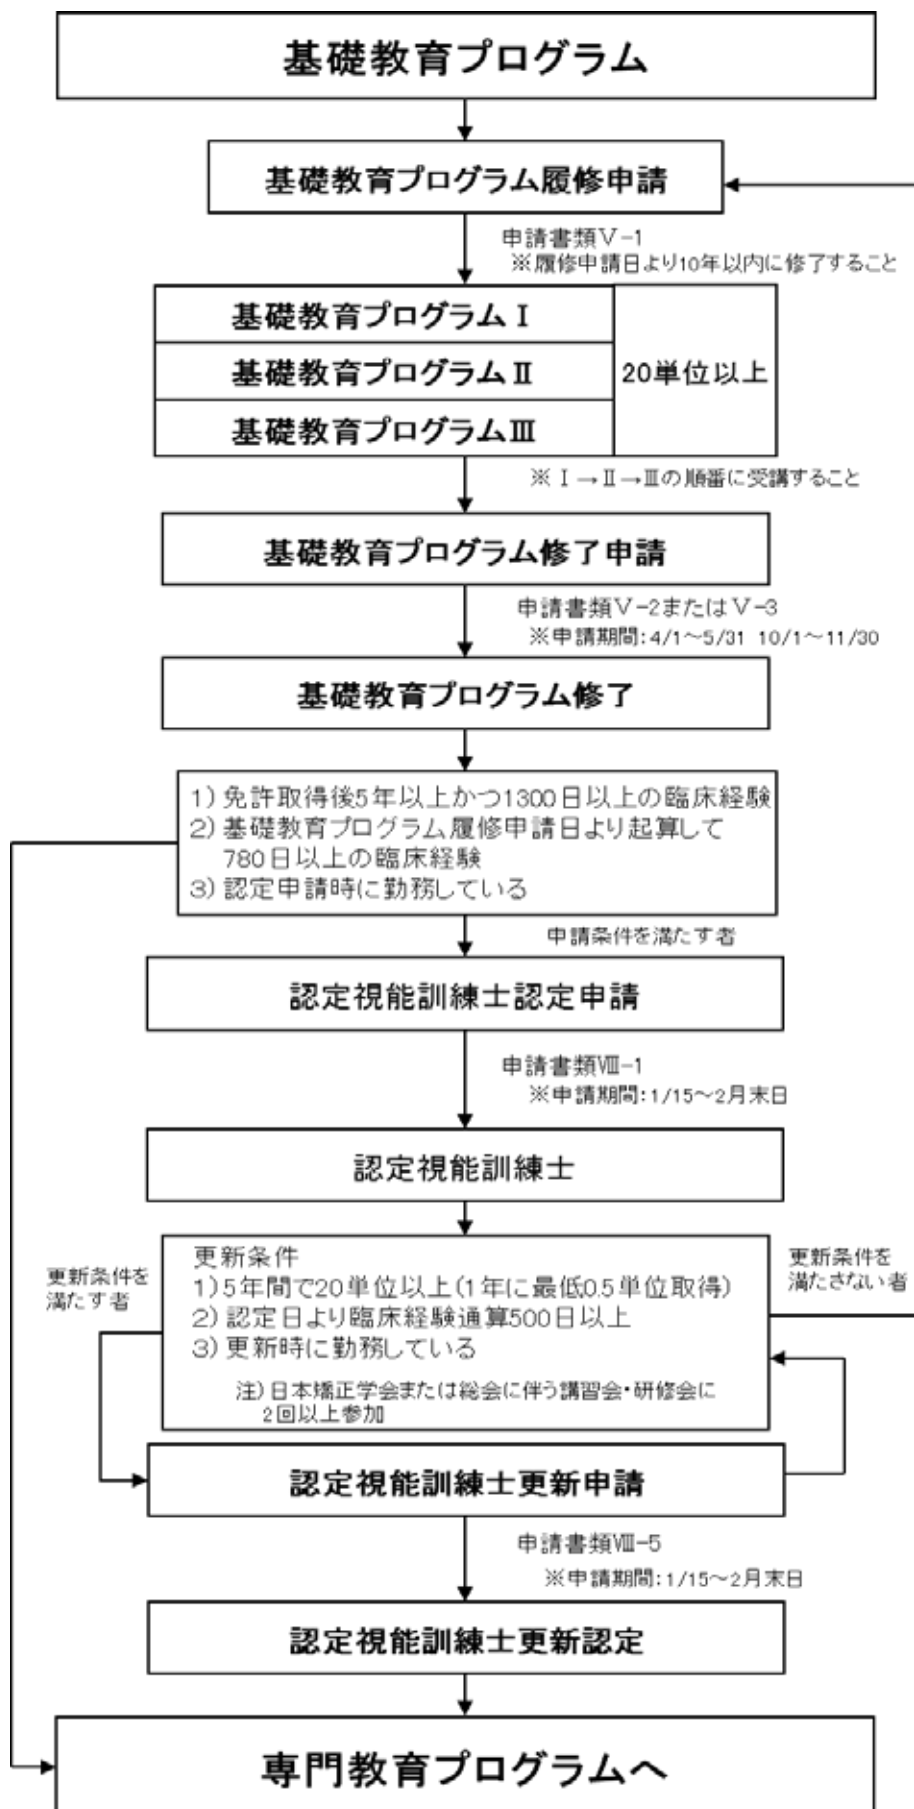 基礎教育プログラム
基礎教育プログラム履修申請
申請書類Ⅴ-1
※履修申請日より10年以内に修了すること
基礎教育プログラムⅠ
基礎教育プログラムⅡ
基礎教育プログラムⅢ
20単位以上
※Ⅰ→Ⅱ→Ⅲの順番に受講すること
基礎教育プログラム修了申請
申請書類Ⅴ-2またはⅤ-3
※申請期間:4/1～5/31 10/1～11/30
基礎教育プログラム修了
1)免許取得後5年以上かつ1300日以上の臨床経験
2)基礎教育プログラム履修申請日より起算して
780日以上の臨床経験
3)認定申請時に勤務している
申請条件を満たす者
認定視能訓練士認定申請
申請書類Ⅷ-1
※申請期間:1/15～2月末日
認定視能訓練士
更新条件を
満たす者
更新条件
1)5年間で20単位以上(1年に最低0.5単位取得)
2)認定日より臨床経験通算500日以上
3)更新時に勤務している
注)日本矯正学会または総会に伴う講習会・研修会に
2回以上参加
更新条件を
満たさない者
認定視能訓練士更新申請
申請書類Ⅷ-5
※申請期間:1/15～2月末日
認定視能訓練士更新認定
専門教育プログラムへ